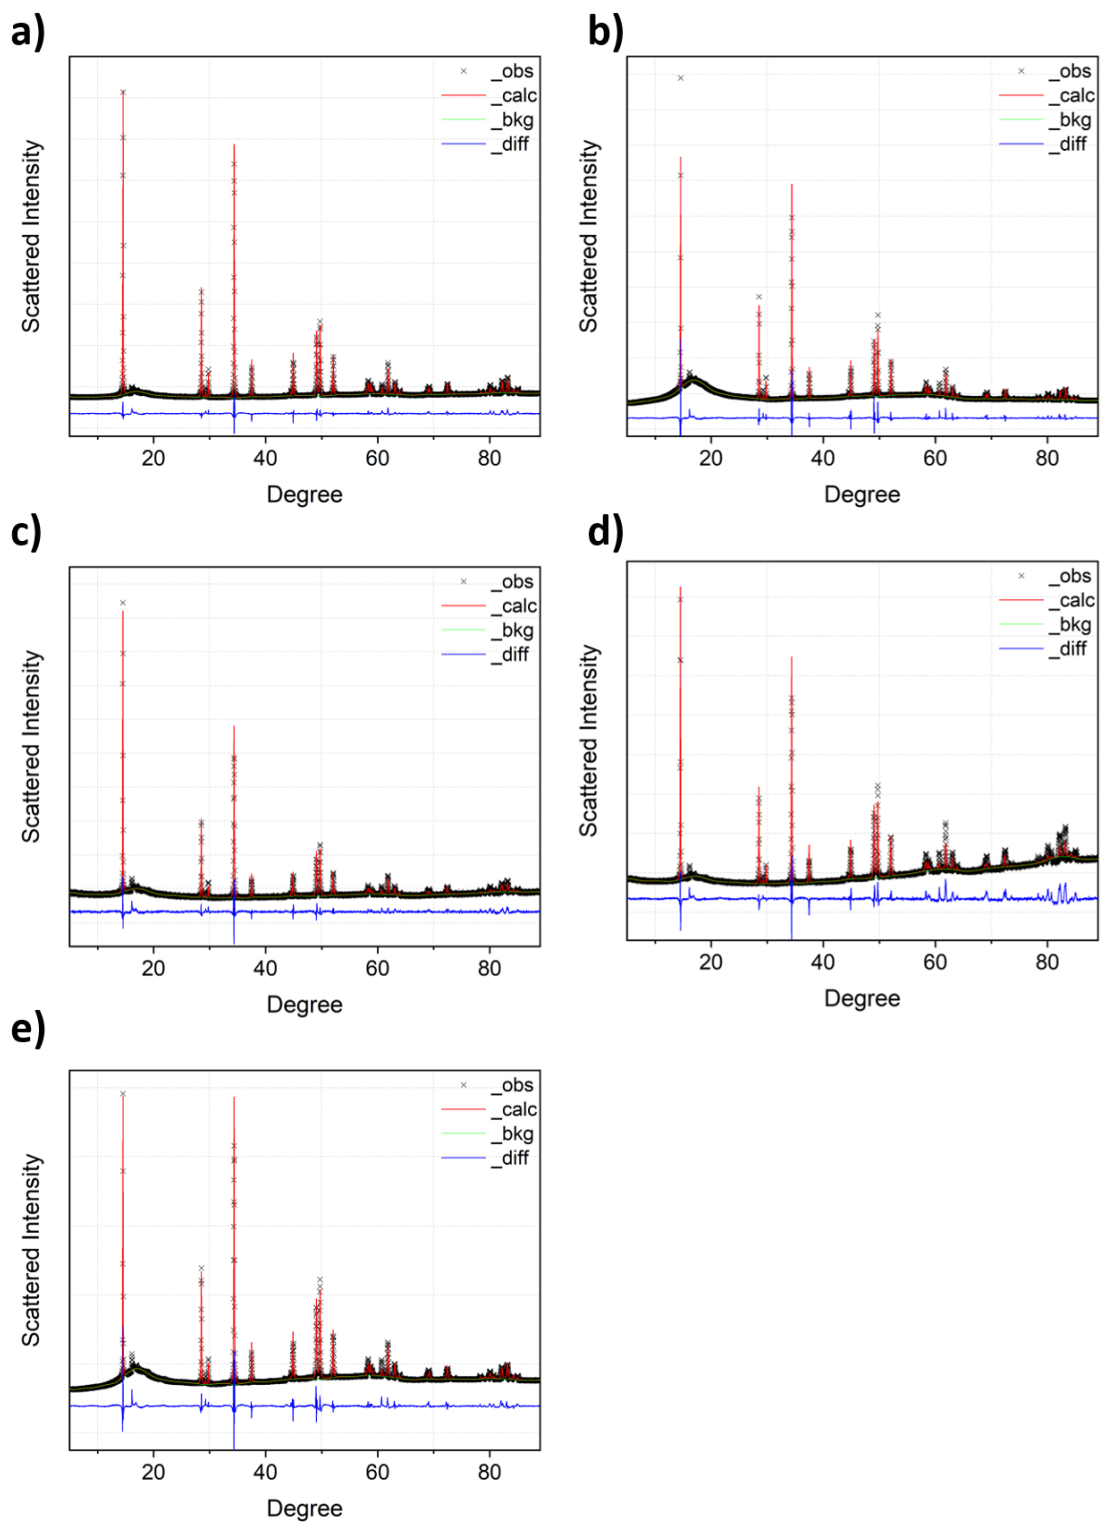 a)
_obs
_calc
_bkg
_diff
Scattered Intensity
20 40 60 80
Degree
b)
_obs
_calc
_bkg
_diff
Scattered Intensity
20 40 60 80
Degree
c)
_obs
_calc
_bkg
_diff
Scattered Intensity
20 40 60 80
Degree
d)
_obs
_calc
_bkg
_diff
Scattered Intensity
20 40 60 80
Degree
e)
_obs
_calc
_bkg
_diff
Scattered Intensity
20 40 60 80
Degree